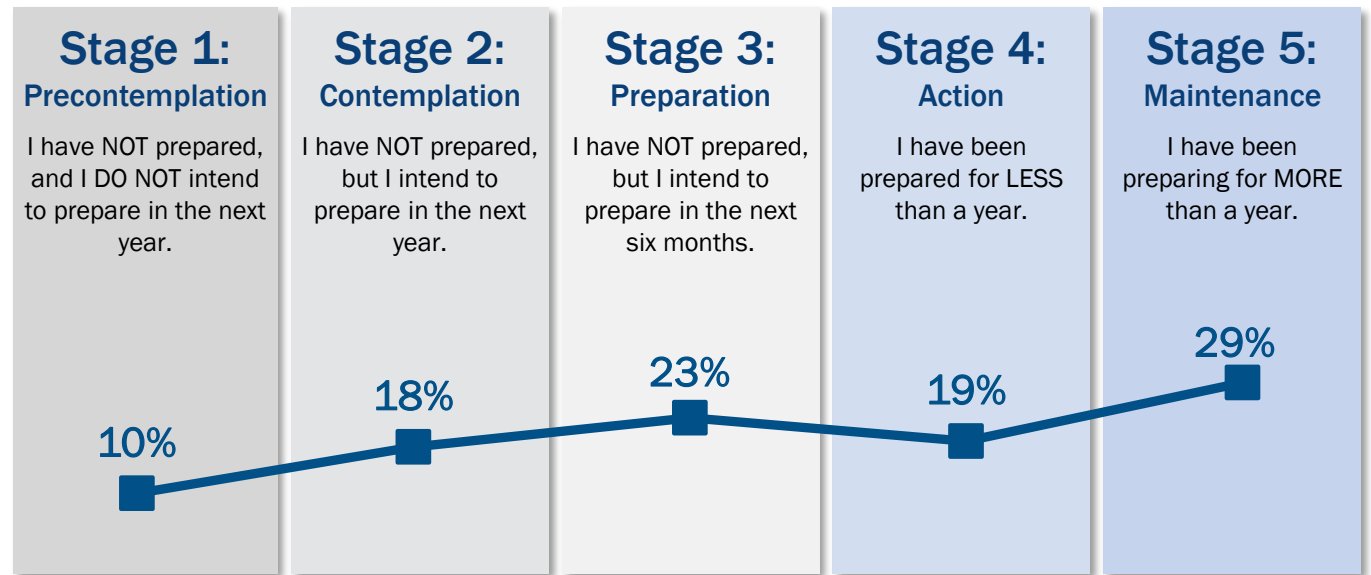 Stage 1:
Precontemplation
I have NOT prepared,
and I DO NOT intend
to prepare in the next
year.
10%
Stage 2:
Contemplation
I have NOT prepared,
but I intend to
prepare in the next
year.
18%
Stage 3:
Preparation
I have NOT prepared,
but I intend to
prepare in the next
six months.
23%
Stage 4:
Action
I have been
prepared for LESS
than a year.
19%
Stage 5:
Maintenance
I have been
preparing for MORE
than a year.
29%